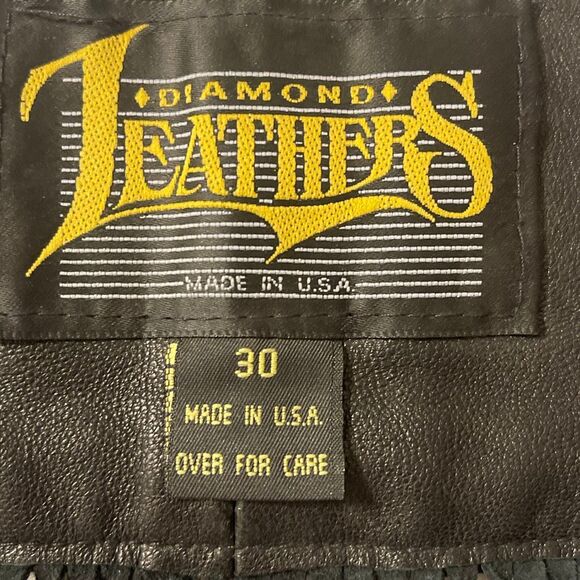 DIAMOND
LEATHERS
MADE IN U.S.A.
30
MADE IN U.S.A.
OVER FOR CARE